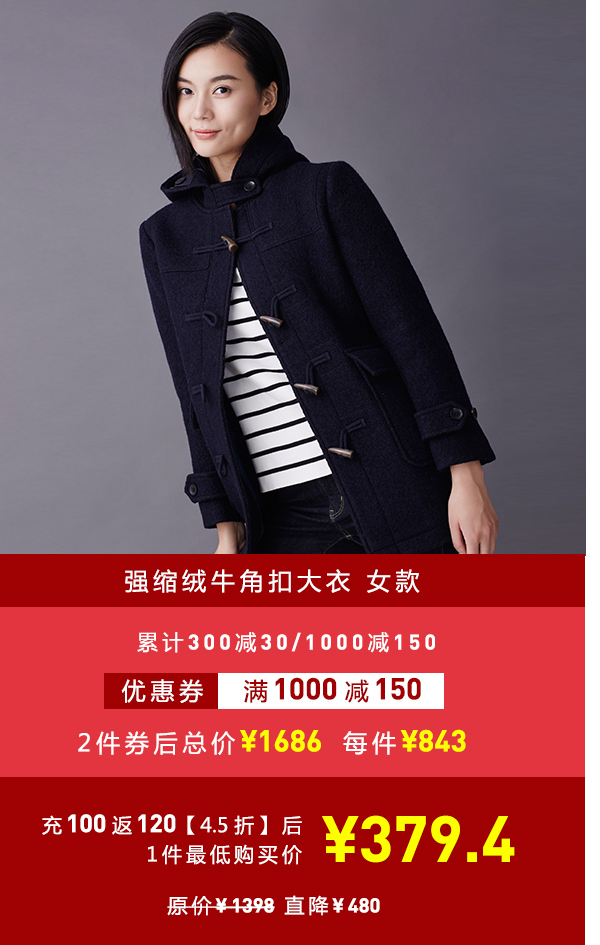 强缩绒牛角扣大衣 女款
累计300减30/1000减150
优惠券 满1000减150
2件券后总价¥1686 每件¥843
充100返120【4.5折】后
1件最低购买价 ¥379.4
原价¥1398 直降¥480